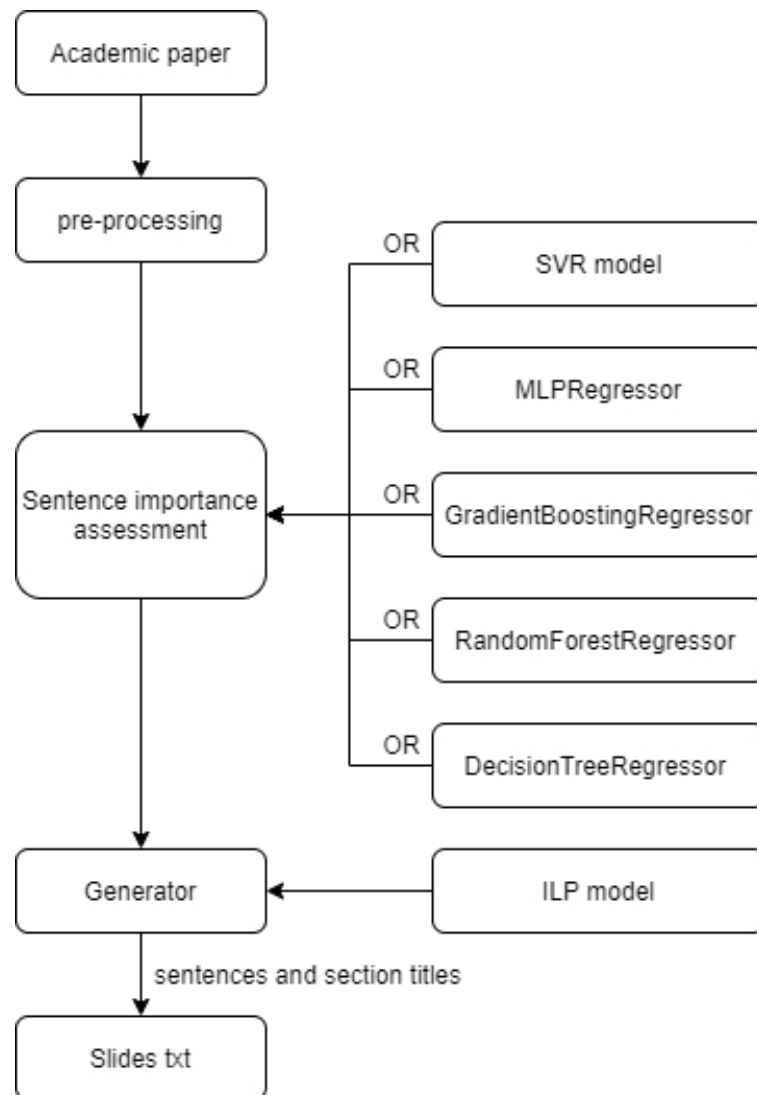 Academic paper
pre-processing
OR
SVR model
OR
MLPRegressor
Sentence importance
assessment
OR
GradientBoostingRegressor
OR
RandomForestRegressor
OR
DecisionTreeRegressor
Generator
ILP model
sentences and section titles
Slides txt